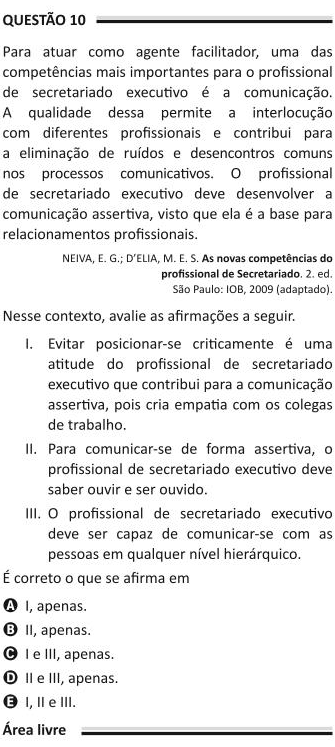 QUESTÃO 10
Para atuar como agente facilitador, uma das
competências mais importantes para o profissional
de secretariado executivo é a comunicação.
A qualidade dessa permite a interlocução
com diferentes profissionais e contribui para
a eliminação de ruídos e desencontros comuns
nos processos comunicativos. O profissional
de secretariado executivo deve desenvolver a
comunicação assertiva, visto que ela é a base para
relacionamentos profissionais.
NEIVA, E. G.; D'ELIA, M. E. S. As novas competências do
profissional de Secretariado. 2. ed.
São Paulo: IOB, 2009 (adaptado).
Nesse contexto, avalie as afirmações a seguir.
I. Evitar posicionar-se criticamente é uma
atitude do profissional de secretariado
executivo que contribui para a comunicação
assertiva, pois cria empatia com os colegas
de trabalho.
II. Para comunicar-se de forma assertiva, o
profissional de secretariado executivo deve
saber ouvir e ser ouvido.
III. O profissional de secretariado executivo
deve ser capaz de comunicar-se com as
pessoas em qualquer nível hierárquico.
É correto o que se afirma em
A I, apenas.
B II, apenas.
C I e III, apenas.
D II e III, apenas.
E I, II e III.
Área livre